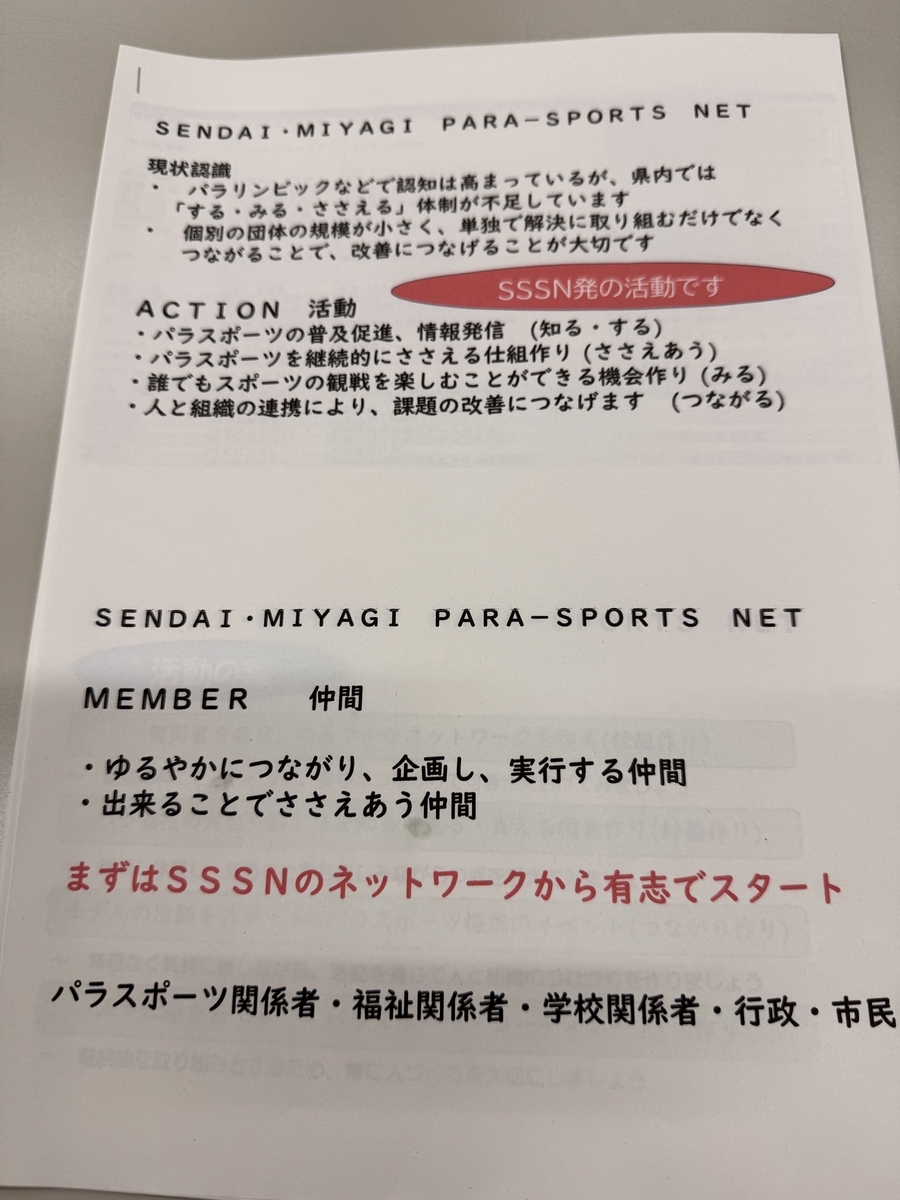 SENDAI・MIYAGI PARA－SPORTS NET
現状認識
・ パラリンピックなどで認知は高まっているが、県内では
「する・みる・ささえる」体制が不足しています
・ 個別の団体の規模が小さく、単独で解決に取り組むだけでなく
つながることで、改善につなげることが大切です
SSSN発の活動です
ACTION 活動
・パラスポーツの普及促進、情報発信 (知る・する)
・パラスポーツを継続的にささえる仕組作り (ささえあう)
・誰でもスポーツの観戦を楽しむことができる機会作り (みる)
・人と組織の連携により、課題の改善につなげます (つながる)
SENDAI・MIYAGI PARA－SPORTS NET
MEMBER 仲間
・ゆるやかにつながり、企画し、実行する仲間
・出来ることでささえあう仲間
まずはSSSNのネットワークから有志でスタート
パラスポーツ関係者・福祉関係者・学校関係者・行政・市民